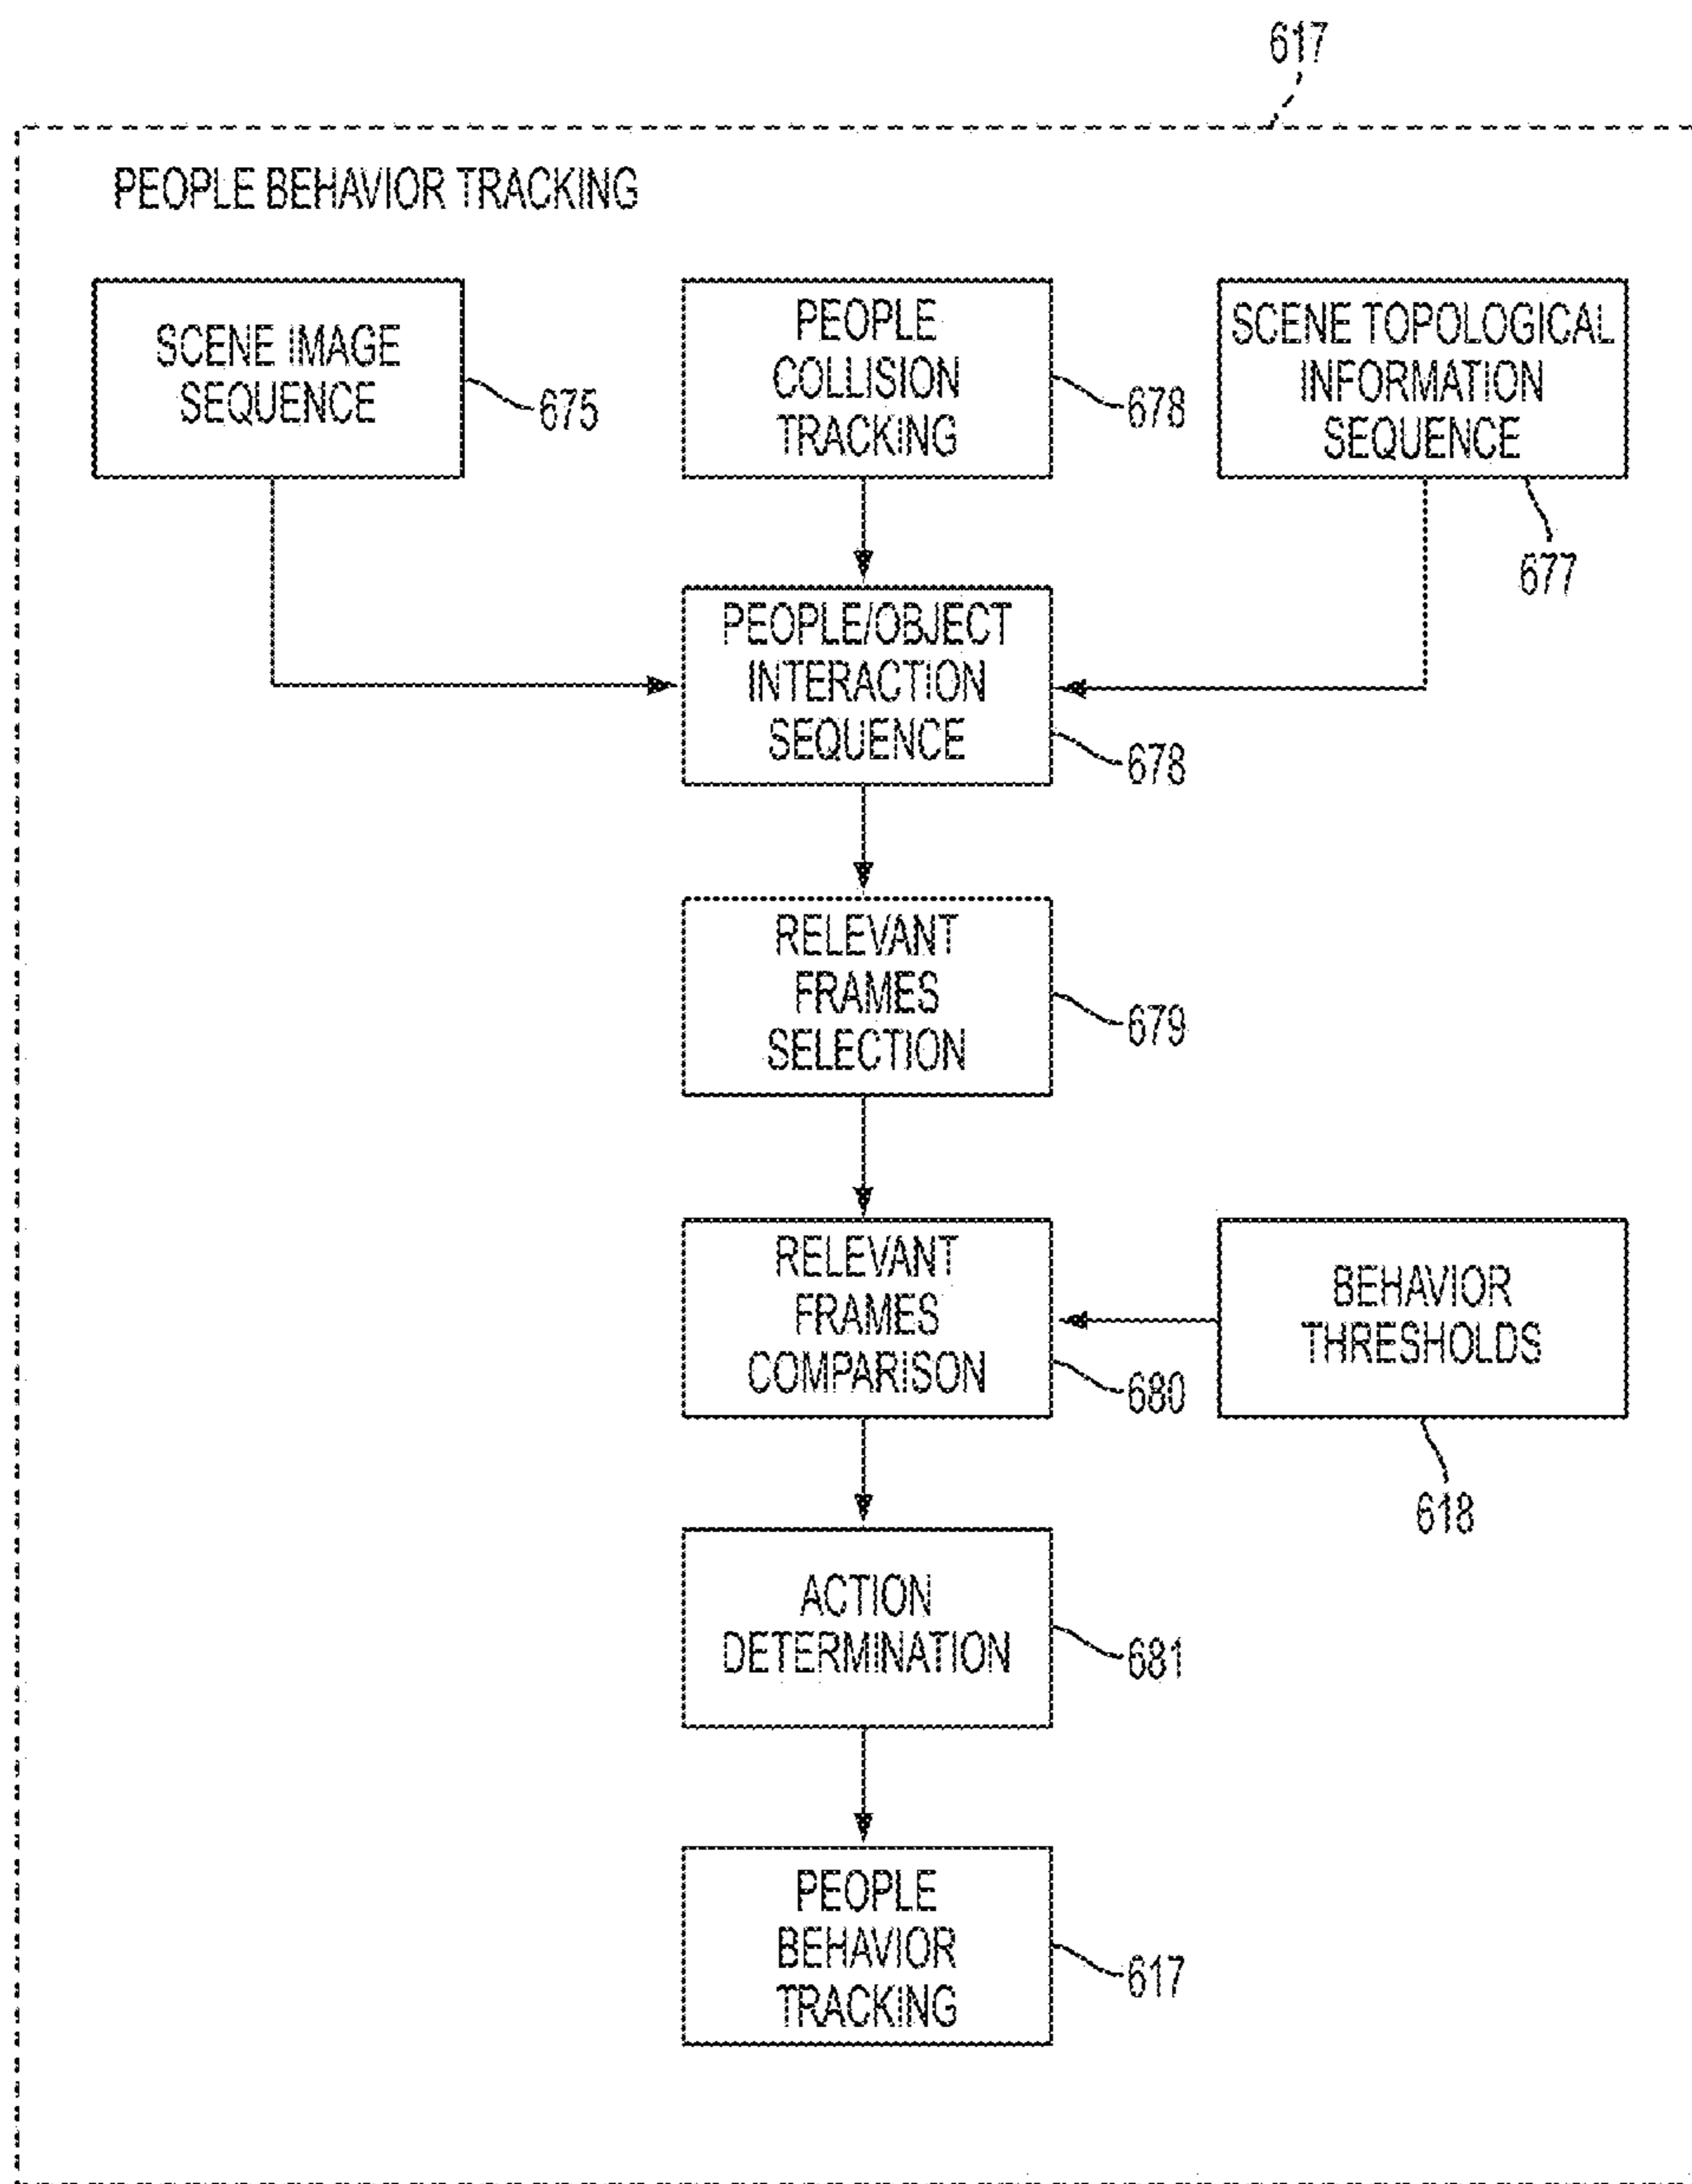 617
PEOPLE BEHAVIOR TRACKING
SCENE IMAGE
SEQUENCE
675
PEOPLE
COLLISION
TRACKING
678
SCENE TOPOLOGICAL
INFORMATION
SEQUENCE
677
PEOPLE/OBJECT
INTERACTION
SEQUENCE
678
RELEVANT
FRAMES
SELECTION
679
RELEVANT
FRAMES
COMPARISON
680
BEHAVIOR
THRESHOLDS
618
ACTION
DETERMINATION
681
PEOPLE
BEHAVIOR
TRACKING
617